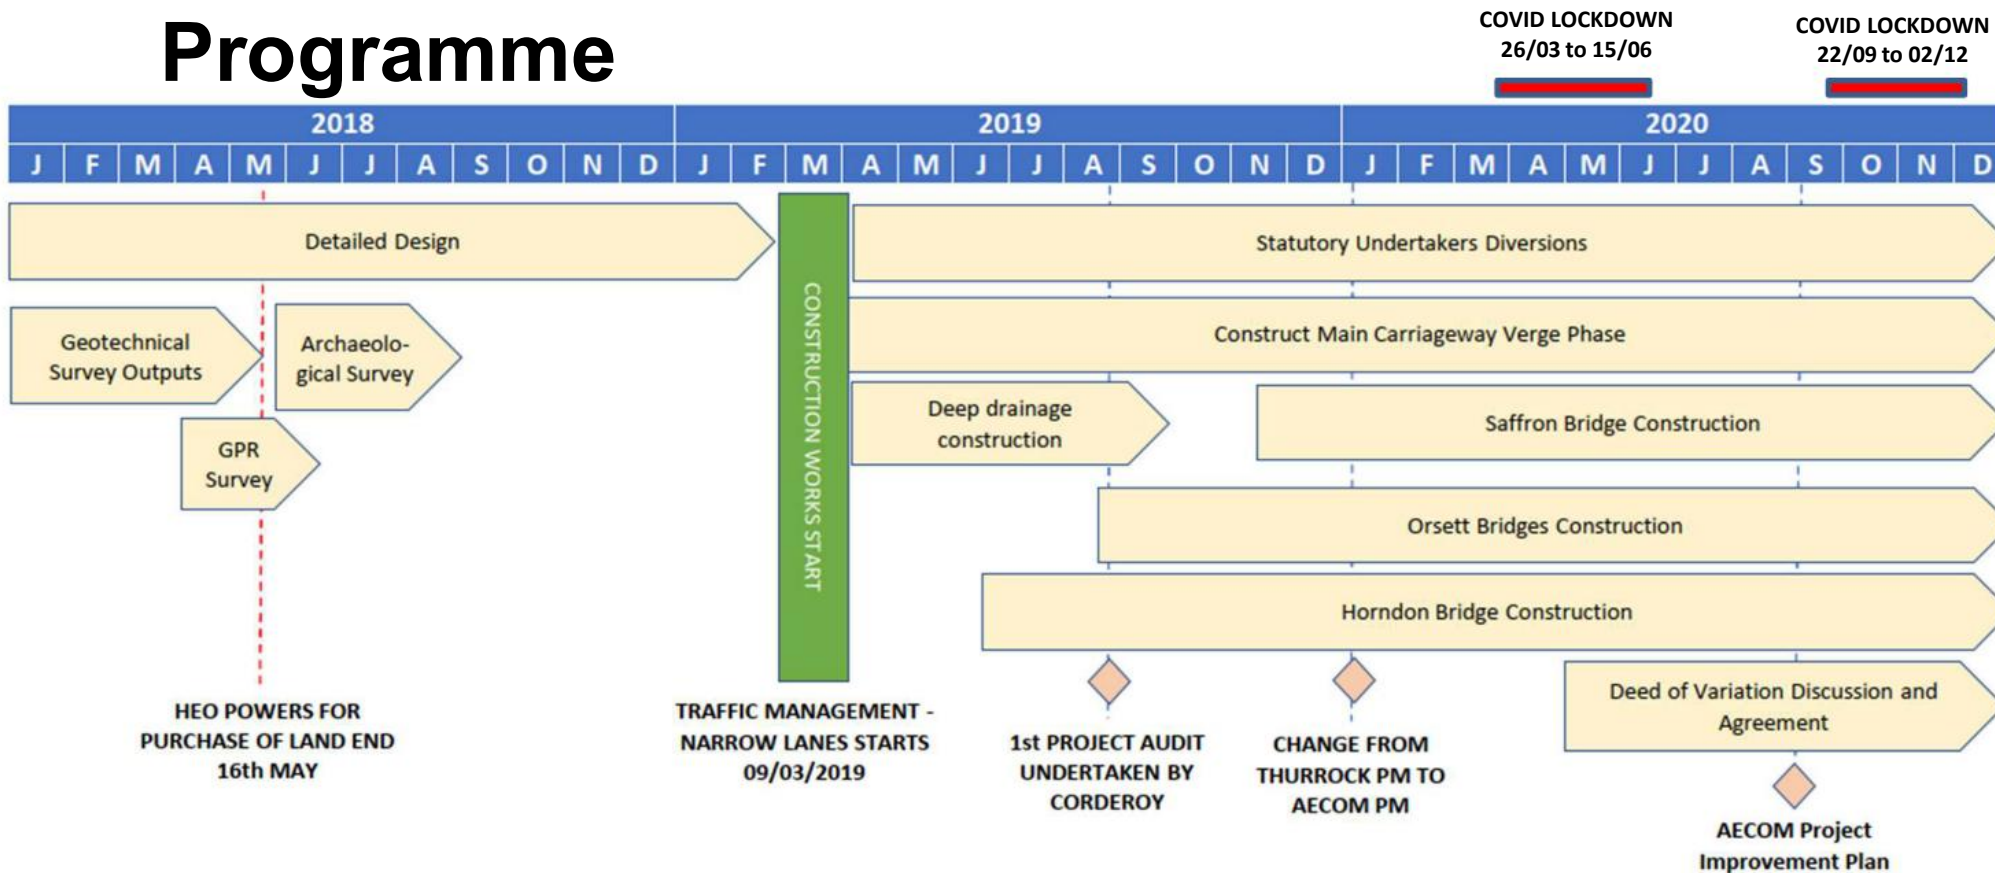 Programme
COVID LOCKDOWN
26/03 to 15/06
COVID LOCKDOWN
22/09 to 02/12
2018 2019 2020
J F M A M J J A S O N D J F M A M J J A S O N D J F M A M J J A S O N D
Detailed Design
Statutory Undertakers Diversions
CONSTRUCTION WORKS START
Geotechnical
Survey Outputs
Archaeolo-
gical Survey
Construct Main Carriageway Verge Phase
GPR
Survey
Deep drainage
construction
Saffron Bridge Construction
Orsett Bridges Construction
Horndon Bridge Construction
Deed of Variation Discussion and
Agreement
HEO POWERS FOR
PURCHASE OF LAND END
16th MAY
TRAFFIC MANAGEMENT -
NARROW LANES STARTS
09/03/2019
1st PROJECT AUDIT
UNDERTAKEN BY
CORDEROY
CHANGE FROM
THURROCK PM TO
AECOM PM
AECOM Project
Improvement Plan